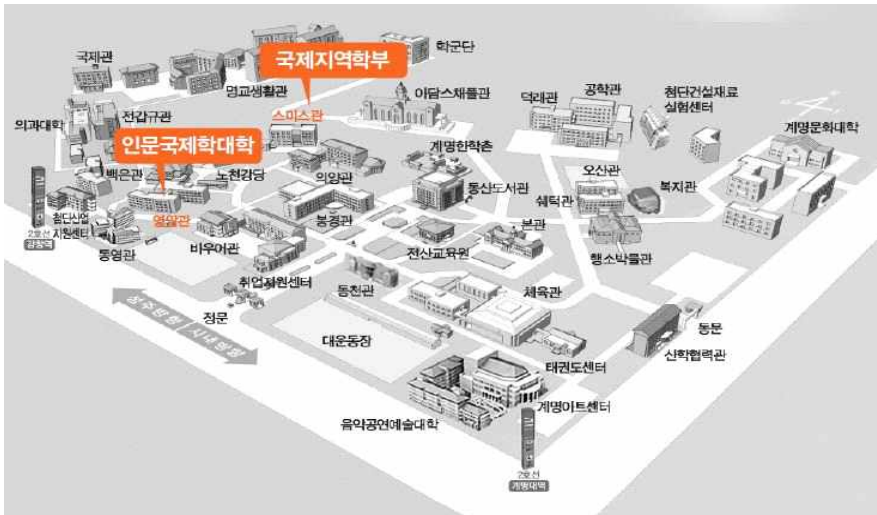 국제관
명교생활관
국제지역학부
학군단
스미스관
아담스채플관
덕래관
공학관
첨단건설재료
실험센터
계명문화대학
의과대학
전갑규관
인문국제학대학
백은관
노천강당
의양관
계명한학촌
동산도서관
오산관
쉐턱관
복지관
2호선
강창역
첨단산업
지원센터
영암관
동영관
바우어관
봉경관
전산교육원
본관
행소박물관
취업지원센터
동천관
체육관
정문
대운동장
동문
산학협력관
태권도센터
계명아트센터
음악공연예술대학
2호선
계명대역